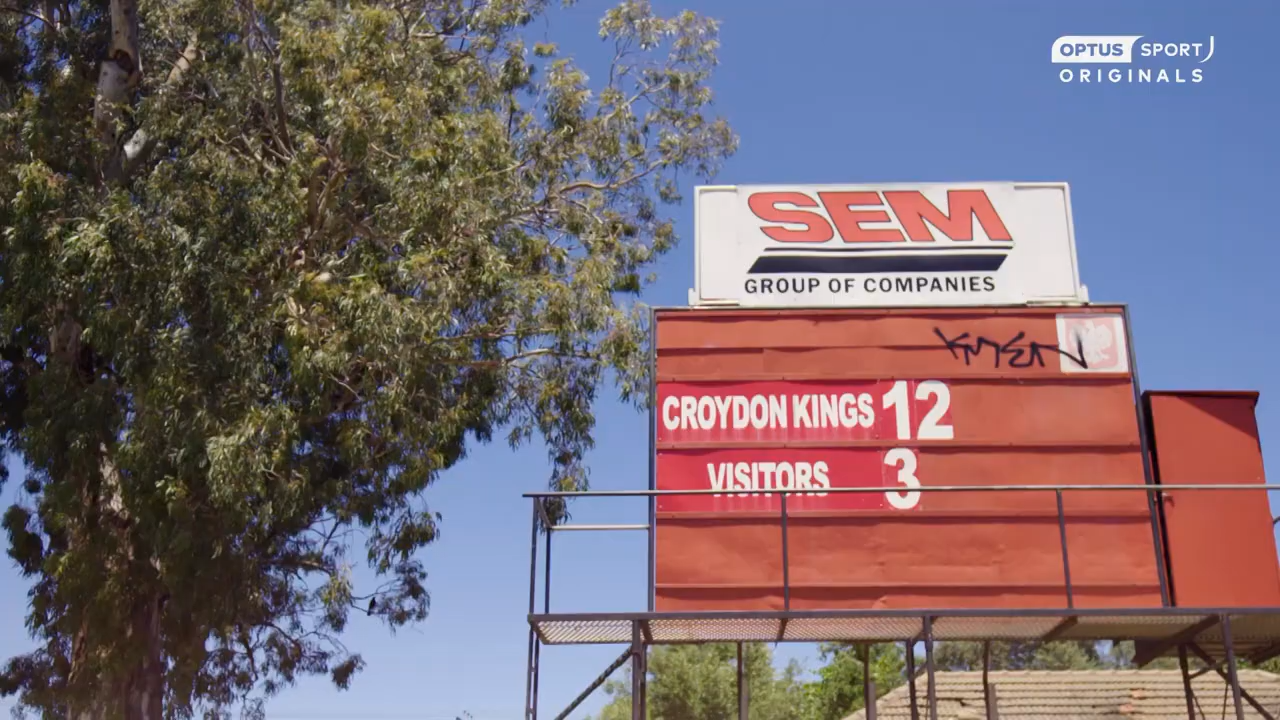 OPTUS SPORT
ORIGINALS
SEM
GROUP OF COMPANIES
CROYDON KINGS 12
VISITORS 3